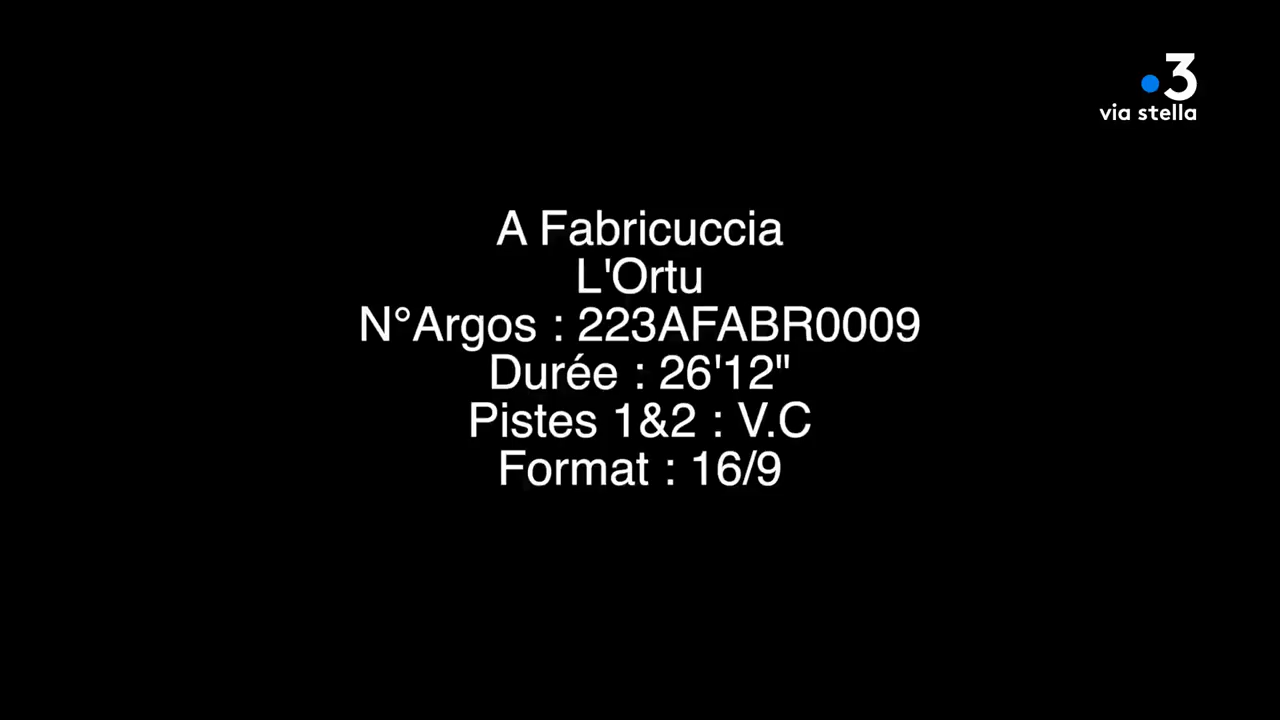 3
via stella
A Fabricuccia
L'Ortu
N°Argos : 223AFABR0009
Durée : 26'12"
Pistes 1&2 : V.C
Format : 16/9